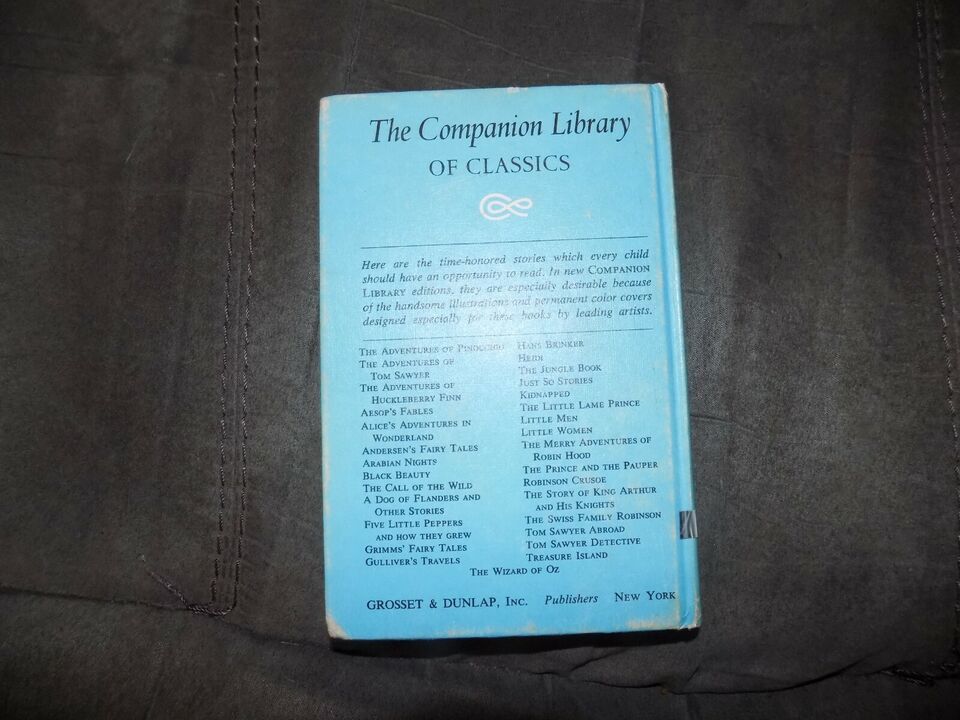 The Companion Library
OF CLASSICS
Here are the time-honored stories which every child
should have an opportunity to read. In new COMPANION
LIBRARY editions, they are especially desirable because
of the handsome illustrations and permanent color covers
designed especially for these books by leading artists.
THE ADVENTURES OF PINOCCHIO
THE ADVENTURES OF
TOM SAWYER
THE ADVENTURES OF
HUCKLEBERRY FINN
AESOP'S FABLES
ALICE'S ADVENTURES IN
WONDERLAND
ANDERSEN'S FAIRY TALES
ARABIAN NIGHTS
BLACK BEAUTY
THE CALL OF THE WILD
A DOG OF FLANDERS AND
OTHER STORIES
FIVE LITTLE PEPPERS
AND HOW THEY GREW
GRIMMS' FAIRY TALES
GULLIVER'S TRAVELS
HANS BRINKER
HEIDI
THE JUNGLE BOOK
JUST SO STORIES
KIDNAPPED
THE LITTLE LAME PRINCE
LITTLE MEN
LITTLE WOMEN
THE MERRY ADVENTURES OF
ROBIN HOOD
THE PRINCE AND THE PAUPER
ROBINSON CRUSOE
THE STORY OF KING ARTHUR
AND HIS KNIGHTS
THE SWISS FAMILY ROBINSON
TOM SAWYER ABROAD
TOM SAWYER DETECTIVE
TREASURE ISLAND
THE WIZARD OF OZ
GROSSET & DUNLAP, INC. Publishers NEW YORK